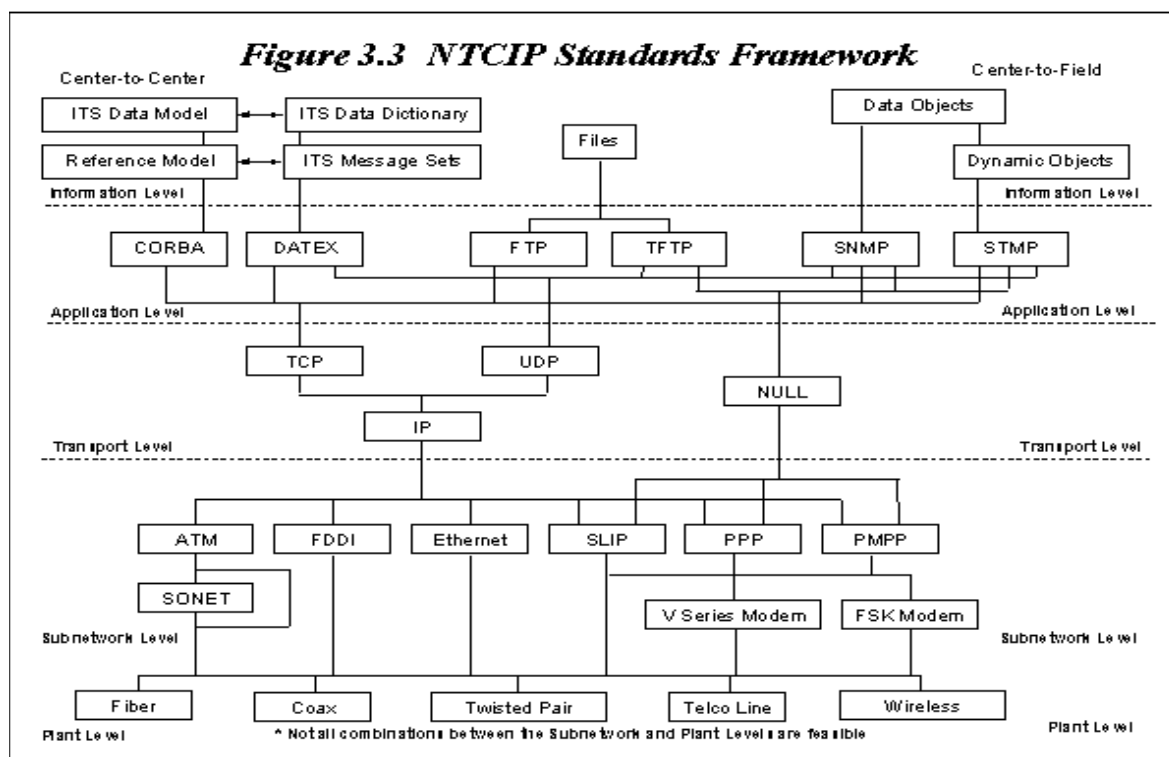 Figure 3.3 NTCIP Standards Framework
Center-to-Center
Center-to-Field
ITS Data Model
ITS Data Dictionary
Data Objects
Files
Reference Model
ITS Message Sets
Dynamic Objects
Information Level
Information Level
CORBA
DATEX
FTP
TFTP
SNMP
STMP
Application Level
Application Level
TCP
UDP
NULL
IP
Transport Level
Transport Level
ATM
FDDI
Ethernet
SLIP
PPP
PMPP
SONET
V Series Modem
FSK Modem
Subnetwork Level
Subnetwork Level
Fiber
Coax
Twisted Pair
Telco Line
Wireless
Plant Level
* Not all combinations between the Subnetwork and Plant Levels are feasible
Plant Level